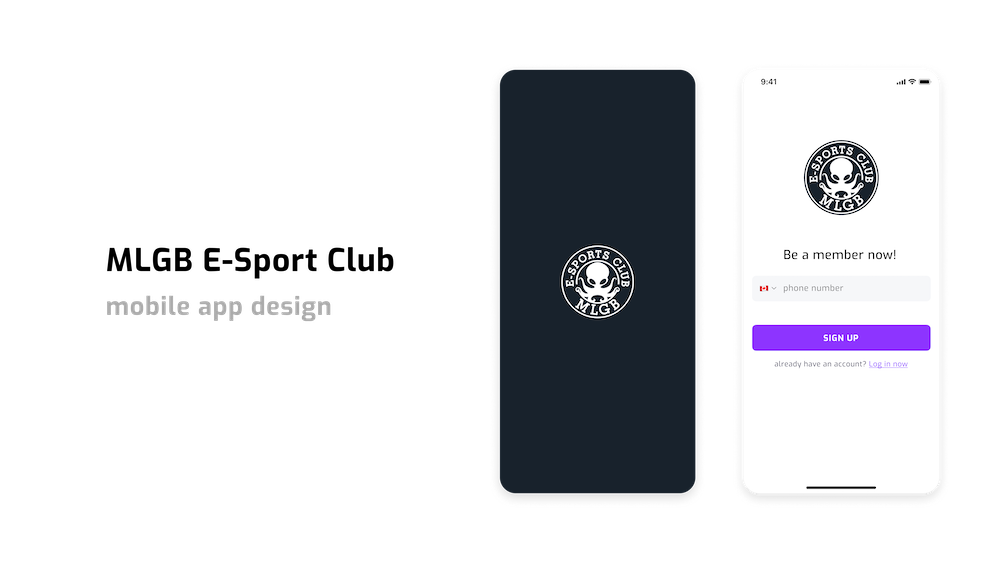 MLGB E-Sport Club
mobile app design
E-SPORTS CLUB
MLGB
9:41
E-SPORTS CLUB
MLGB
Be a member now!
phone number
SIGN UP
already have an account? Log in now